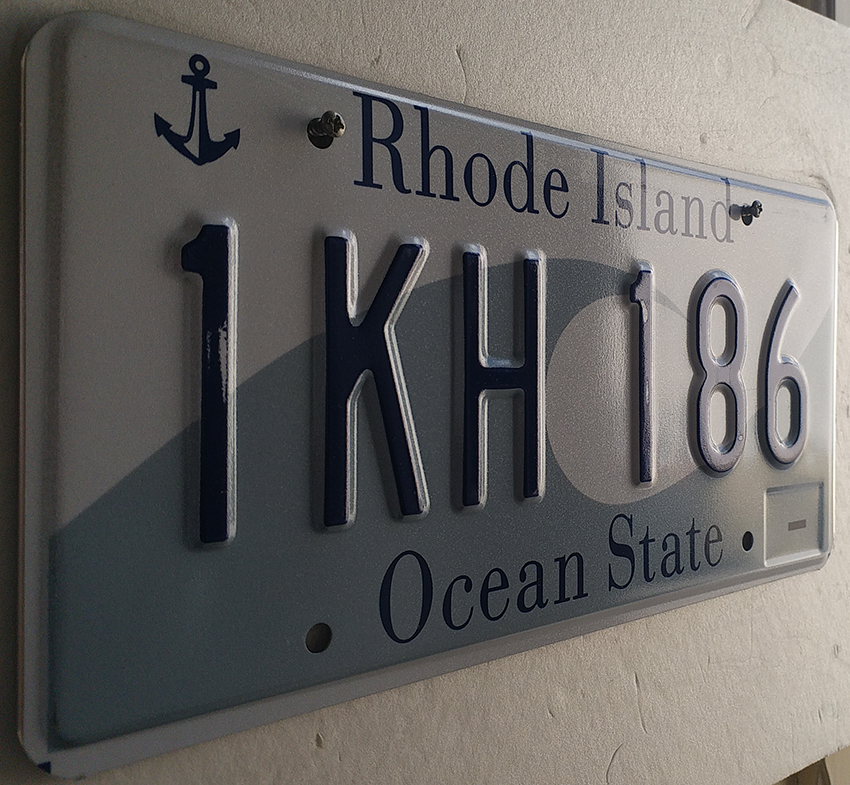 Rhode Island
1KH 186
Ocean State